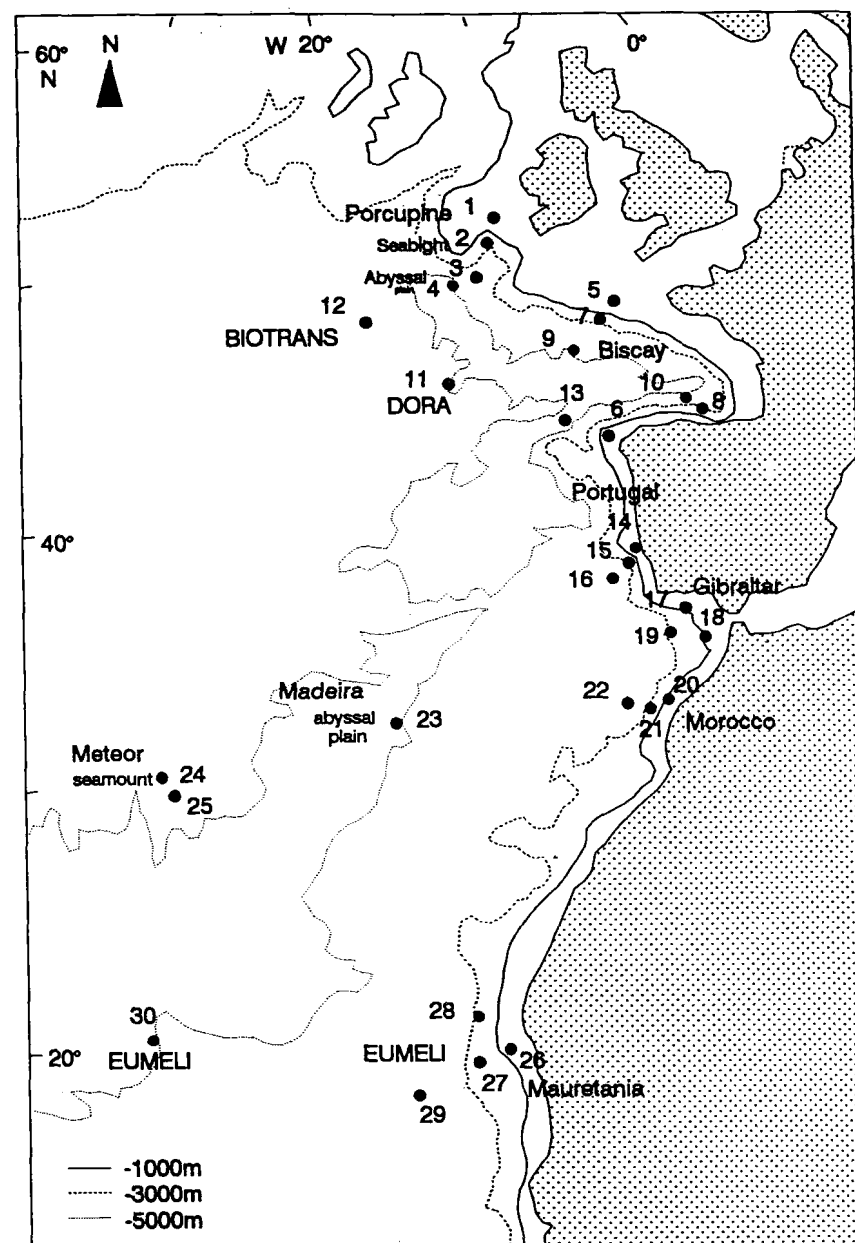 60°
N
N
W 20°
0°
Porcupine 1
Seabight 2
3
Abyssal
plain
4
5
12
7
BIOTRANS
9
Biscay
11
10
DORA
13
8
6
Portugal
14
40°
15
16
Gibraltar
17
18
19
Madeira
22
20
abyssal
plain
23
21
Morocco
Meteor
seamount
24
25
30
28
EUMELI
EUMELI
20°
26
27
Mauretania
29
-1000m
-3000m
-5000m